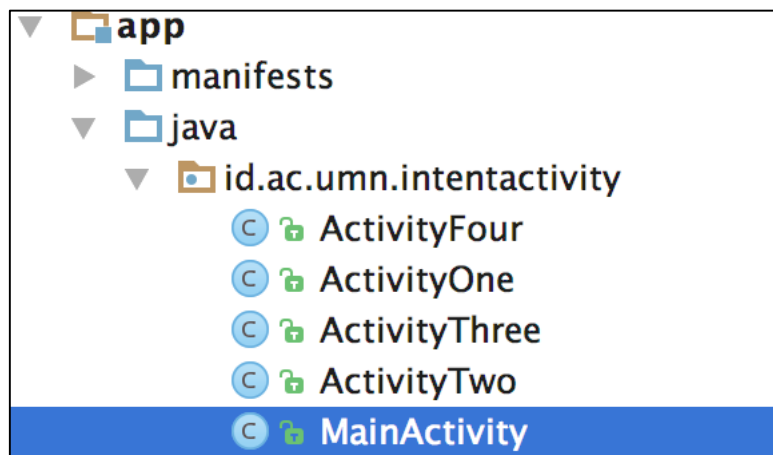 app
manifests
java
id.ac.umn.intentactivity
C ActivityFour
C ActivityOne
C ActivityThree
C ActivityTwo
C MainActivity